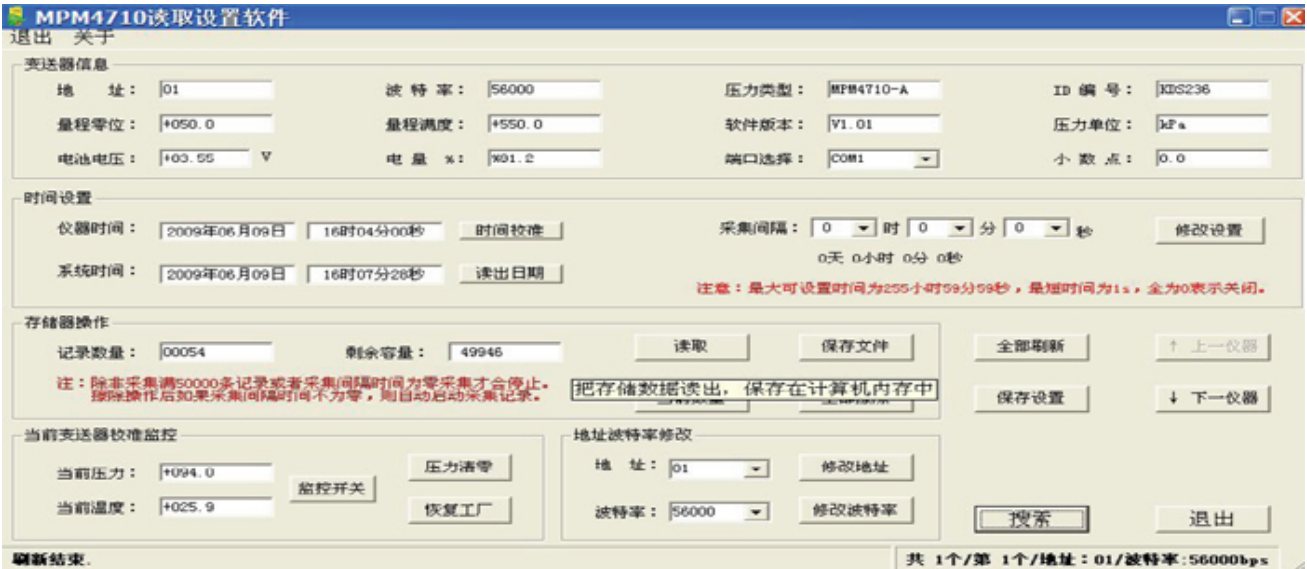 MPM4710读取设置软件
退出 关于
变送器信息
地 址： 01 波 特 率： 56000 压力类型： MPM4710-A ID 编 号： KDS236
量程零位： +050.0 量程满度： +550.0 软件版本： V1.01 压力单位： kPa
电池电压： +03.55 V 电 量 %： %91.2 端口选择： COM1 小 数 点： 0.0
时间设置
仪器时间： 2009年06月09日 16时04分00秒 时间校准 采集间隔： 0 时 0 分 0 秒 修改设置
0天 0小时 0分 0秒
系统时间： 2009年06月09日 16时07分28秒 读出日期
注意：最大可设置时间为255小时59分59秒，最短时间为1s，全为0表示关闭。
存储器操作
记录数量： 00054 剩余容量： 49946 读取 保存文件 全部刷新 ↑ 上一仪器
注：除非采集满50000条记录或者采集间隔时间为零采集才会停止。
擦除操作后如果采集间隔时间不为零，则自动启动采集记录。
把存储数据读出， 保存在计算机内存中
保存设置 ↓ 下一仪器
当前变送器校准监控 地址波特率修改
当前压力： +094.0 监控开关 压力清零 地 址： 01 修改地址
当前温度： +025.9 恢复工厂 波特率： 56000 修改波特率 搜索 退出
刷新结束. 共 1个/第 1个/地址：01/波特率:56000bps